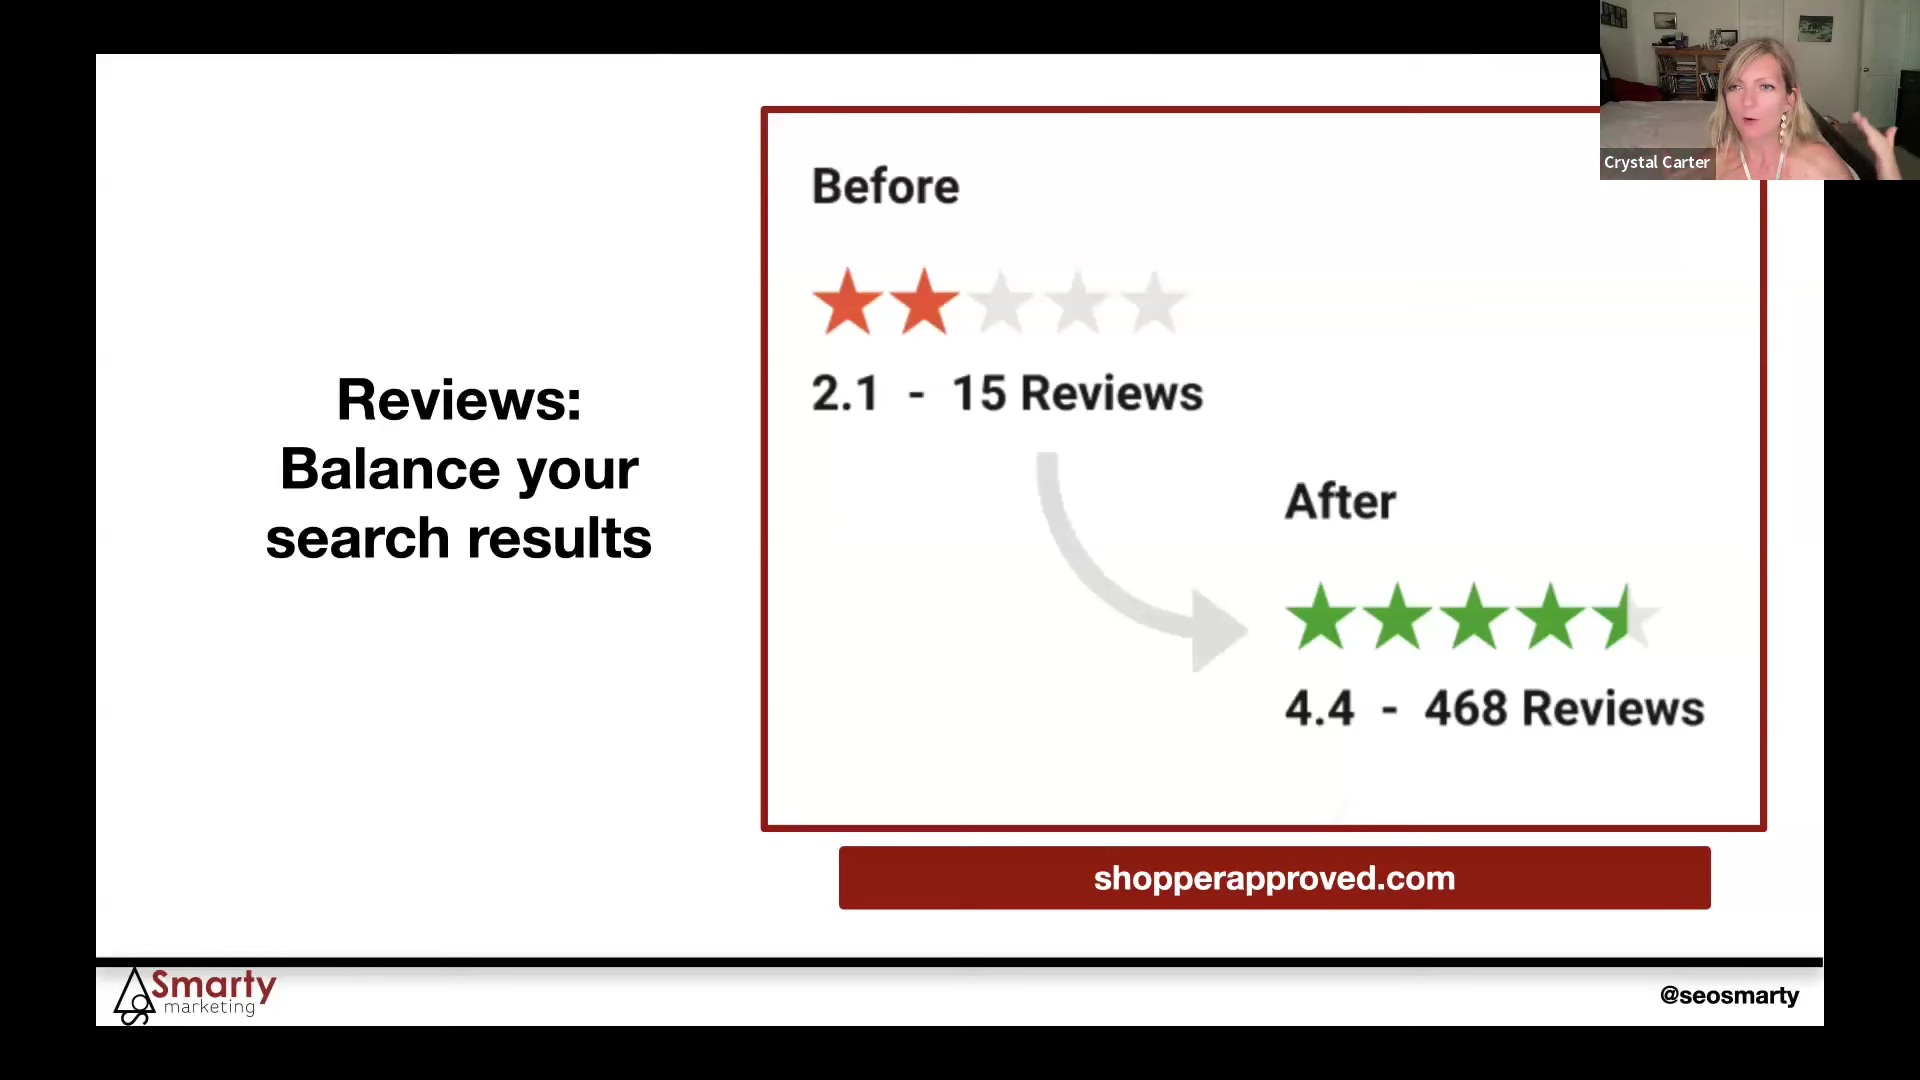 Crystal Carter
Reviews:
Balance your
search results
Before
2.1 - 15 Reviews
After
4.4 - 468 Reviews
shopperapproved.com
Smarty
marketing
@seosmarty